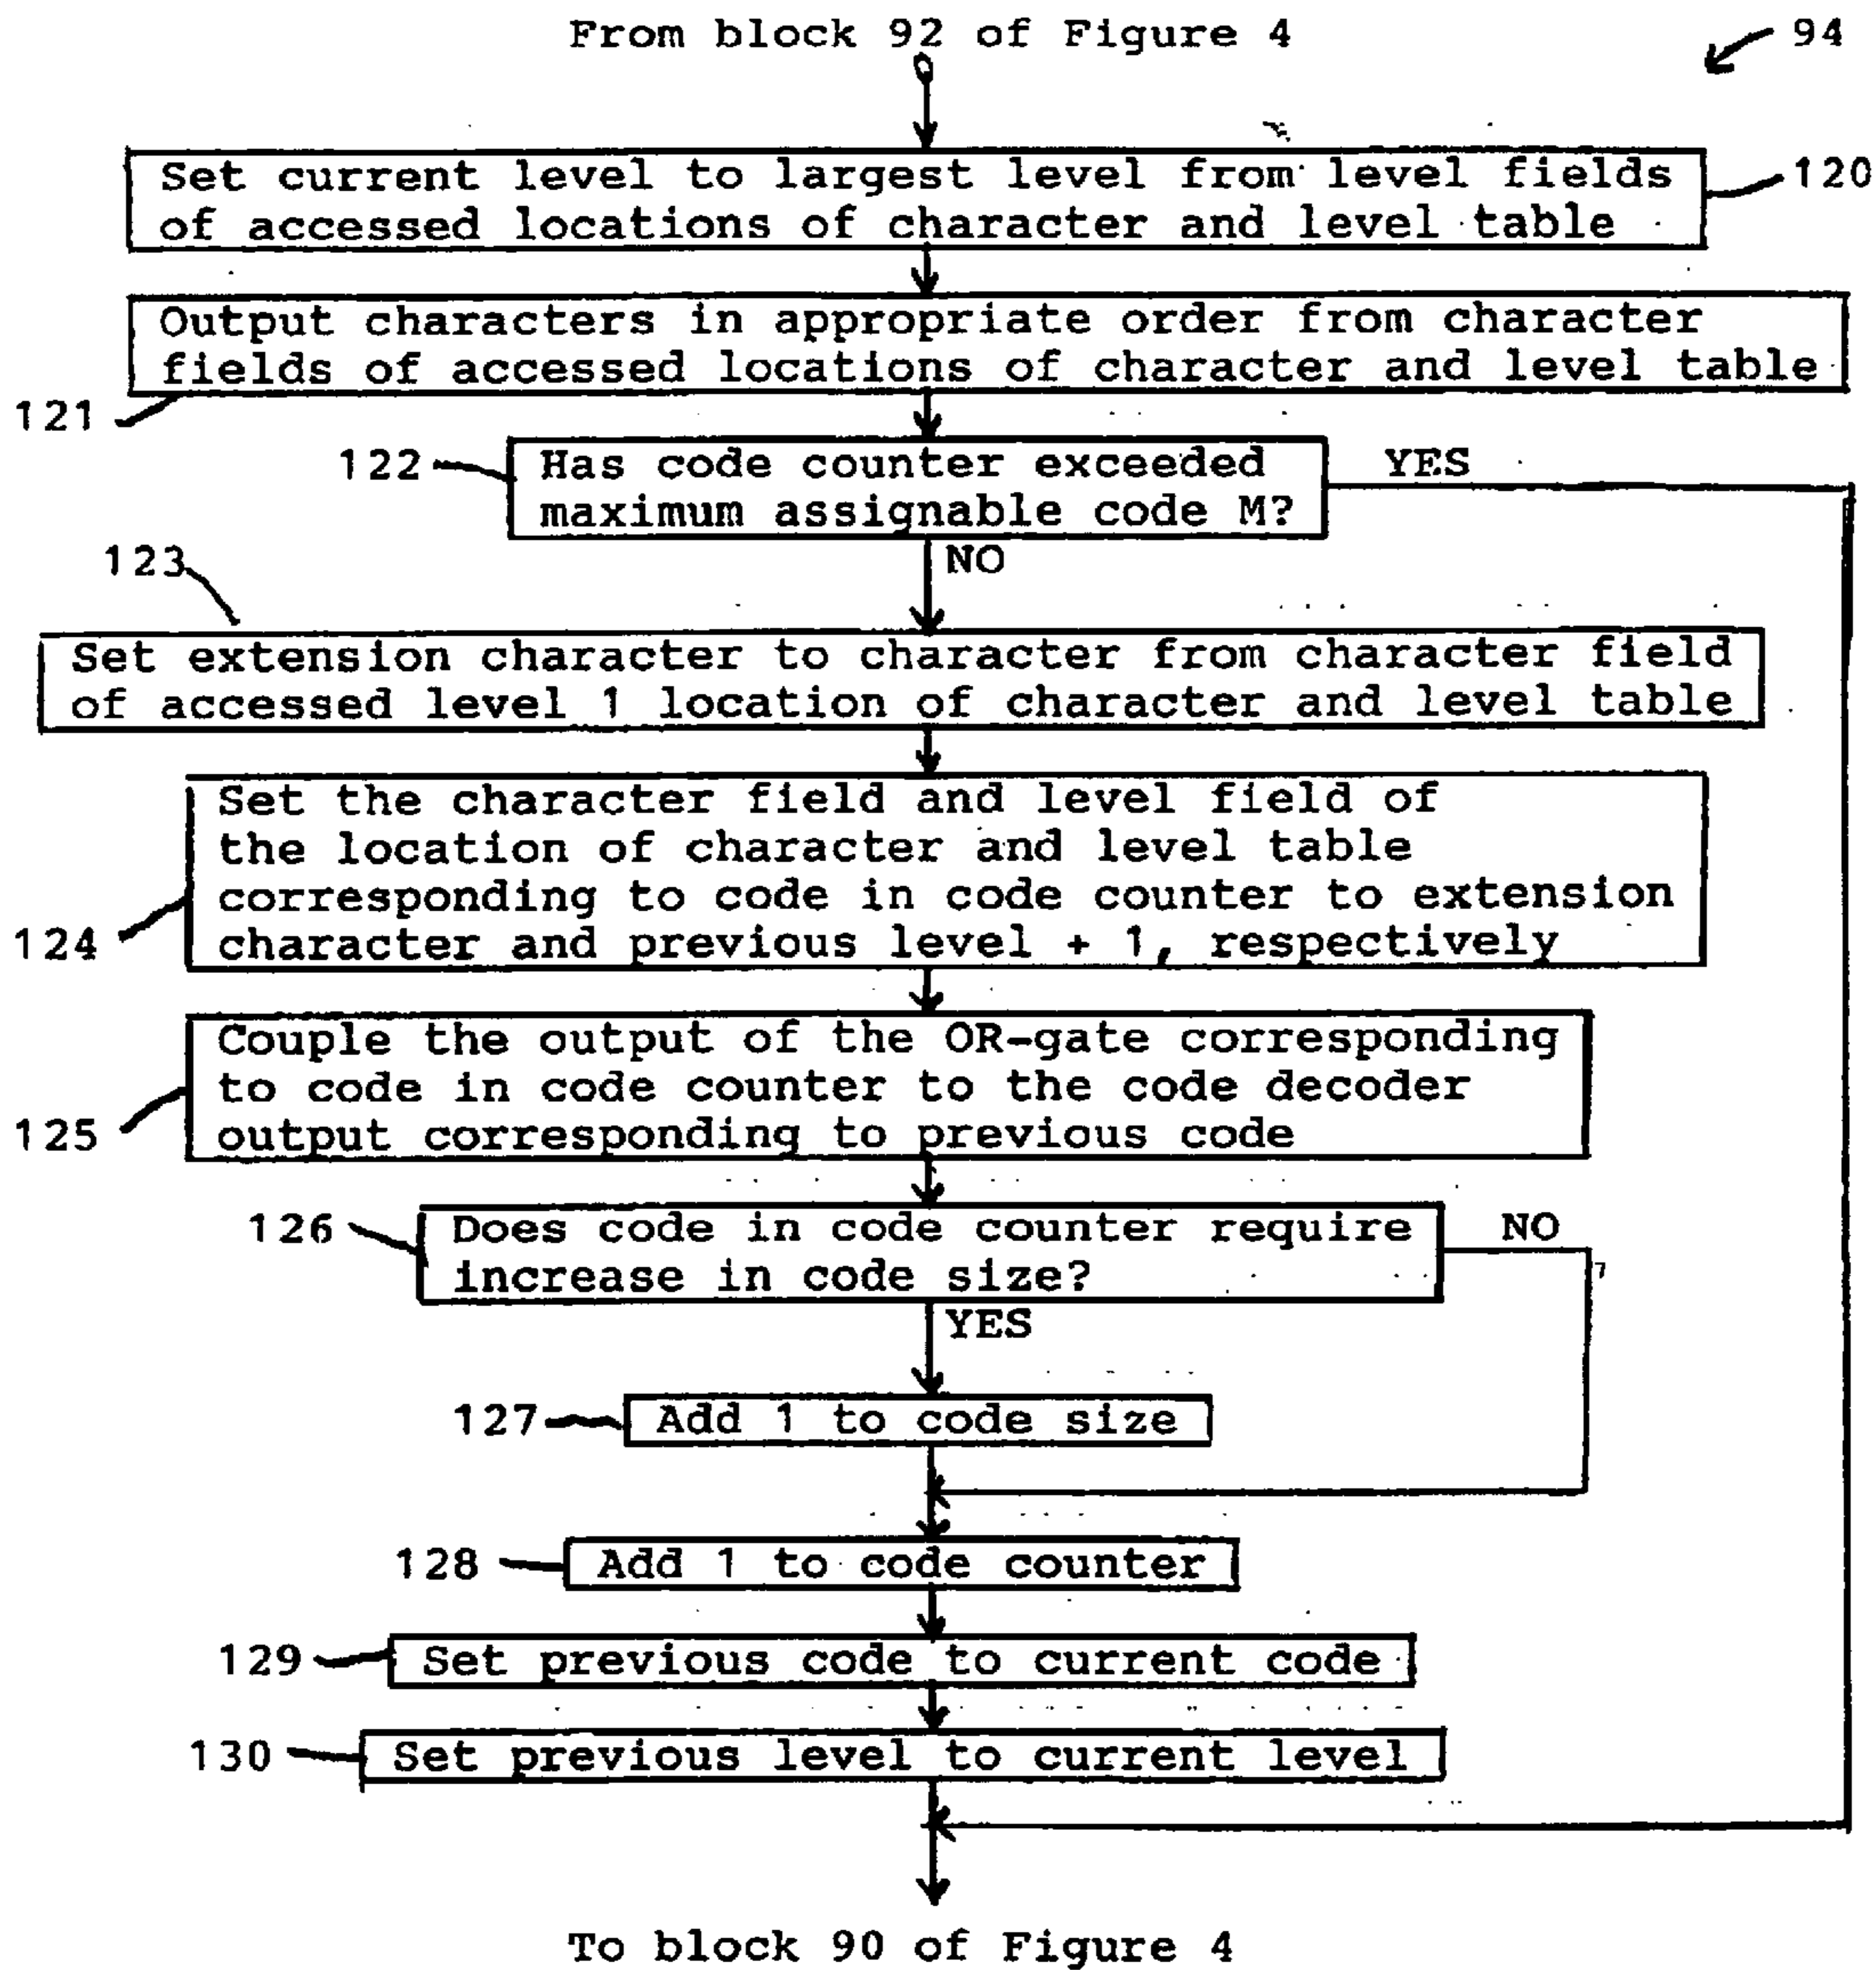 From block 92 of Figure 4
94
Set current level to largest level from level fields
of accessed locations of character and level table
120
Output characters in appropriate order from character
fields of accessed locations of character and level table
121
122
Has code counter exceeded
maximum assignable code M?
YES
NO
123
Set extension character to character from character field
of accessed level 1 location of character and level table
Set the character field and level field of
the location of character and level table
corresponding to code in code counter to extension
character and previous level + 1, respectively
124
Couple the output of the OR-gate corresponding
to code in code counter to the code decoder
output corresponding to previous code
125
126
Does code in code counter require
increase in code size?
NO
YES
127
Add 1 to code size
128
Add 1 to code counter
129
Set previous code to current code
130
Set previous level to current level
To block 90 of Figure 4